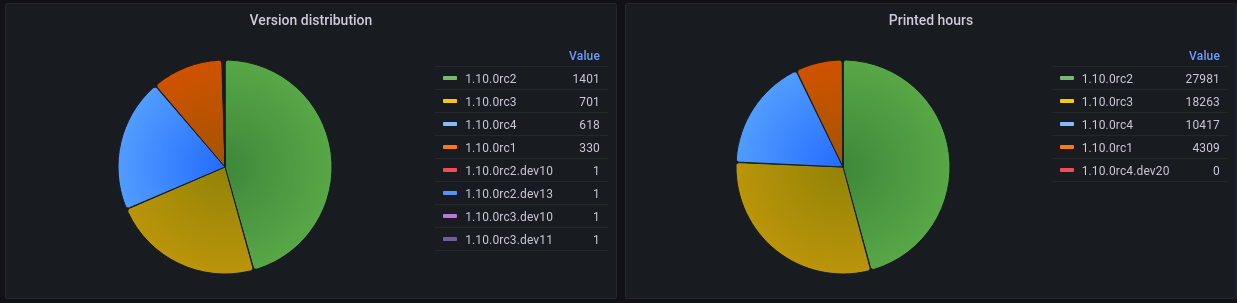 Version distribution
Value
1.10.0rc2 1401
1.10.0rc3 701
1.10.0rc4 618
1.10.0rc1 330
1.10.0rc2.dev10 1
1.10.0rc2.dev13 1
1.10.0rc3.dev10 1
1.10.0rc3.dev11 1
Printed hours
Value
1.10.0rc2 27981
1.10.0rc3 18263
1.10.0rc4 10417
1.10.0rc1 4309
1.10.0rc4.dev20 0